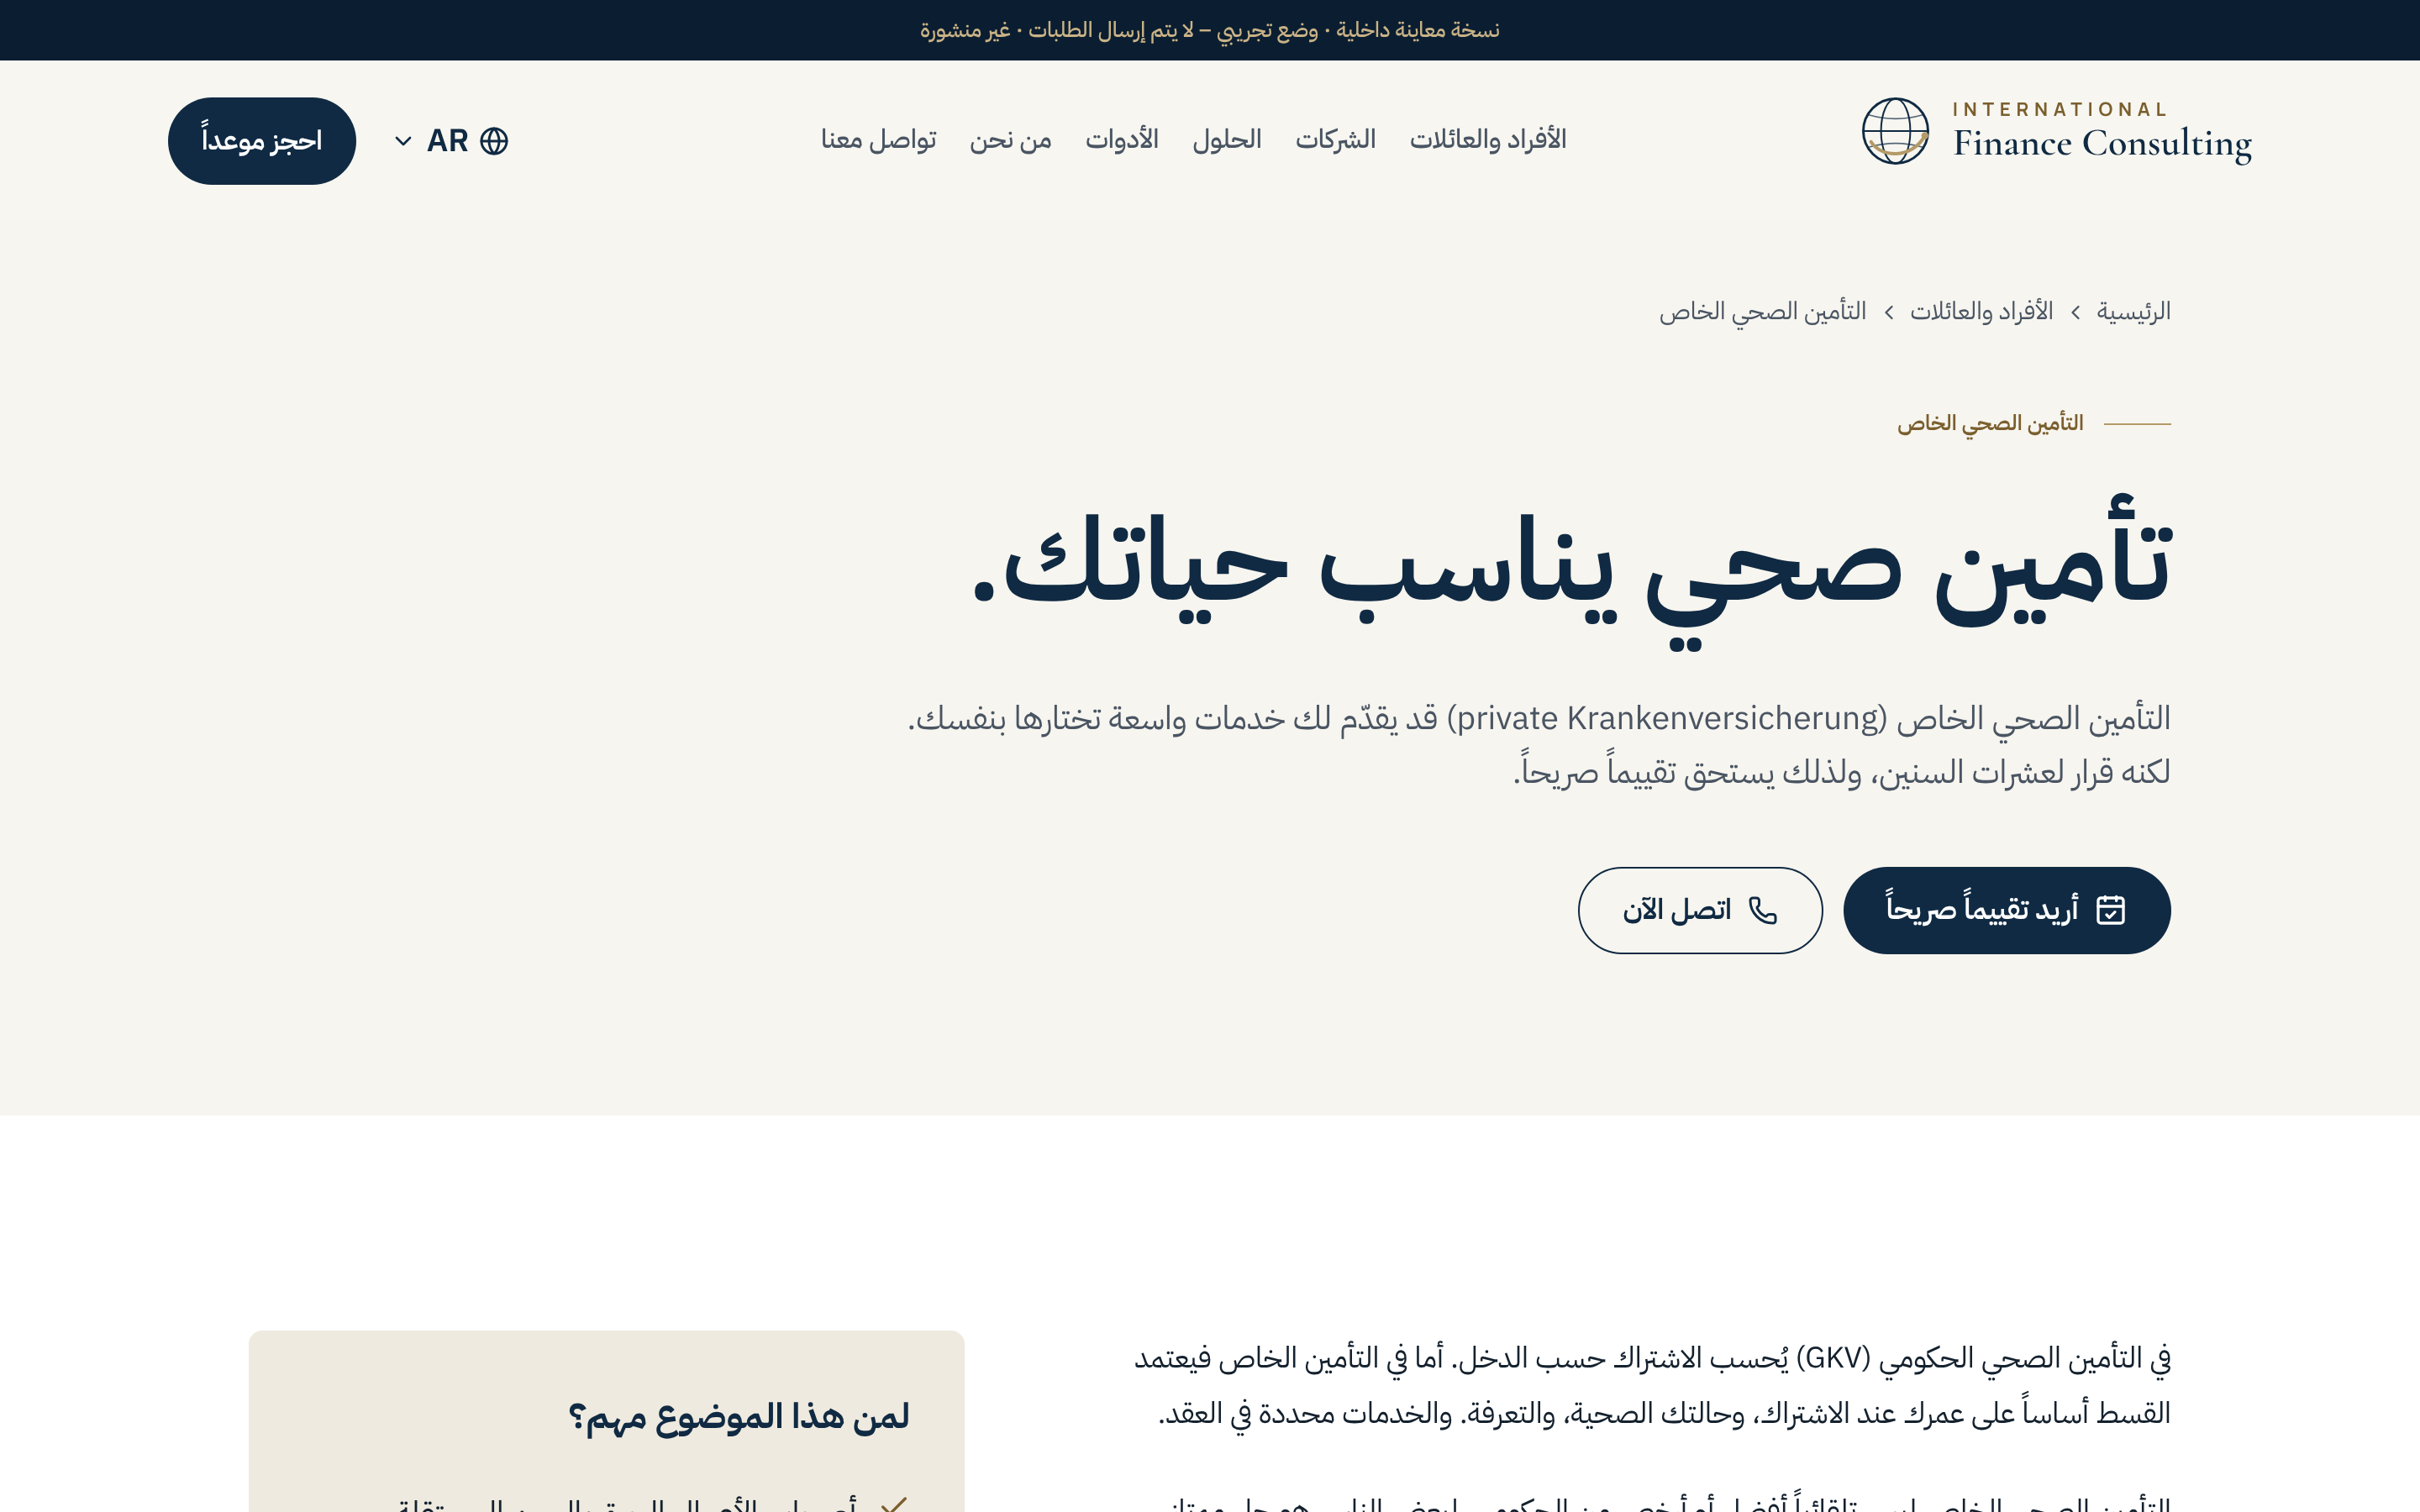 نسخة معاينة داخلية · وضع تجريبي – لا يتم إرسال الطلبات · غير منشورة
INTERNATIONAL
Finance Consulting
الأفراد والعائلات
الشركات
الحلول
الأدوات
من نحن
تواصل معنا
AR
احجز موعداً
الرئيسية
الأفراد والعائلات
التأمين الصحي الخاص
التأمين الصحي الخاص
تأمين صحي يناسب حياتك.
التأمين الصحي الخاص (private Krankenversicherung) قد يقدّم لك خدمات واسعة تختارها بنفسك.
لكنه قرار لعشرات السنين، ولذلك يستحق تقييماً صريحاً.
أريد تقييماً صريحاً
اتصل الآن
في التأمين الصحي الحكومي (GKV) يُحسب الاشتراك حسب الدخل. أما في التأمين الخاص فيعتمد
القسط أساساً على عمرك عند الاشتراك، وحالتك الصحية، والتعرفة. والخدمات محددة في العقد.
لمن هذا الموضوع مهم؟